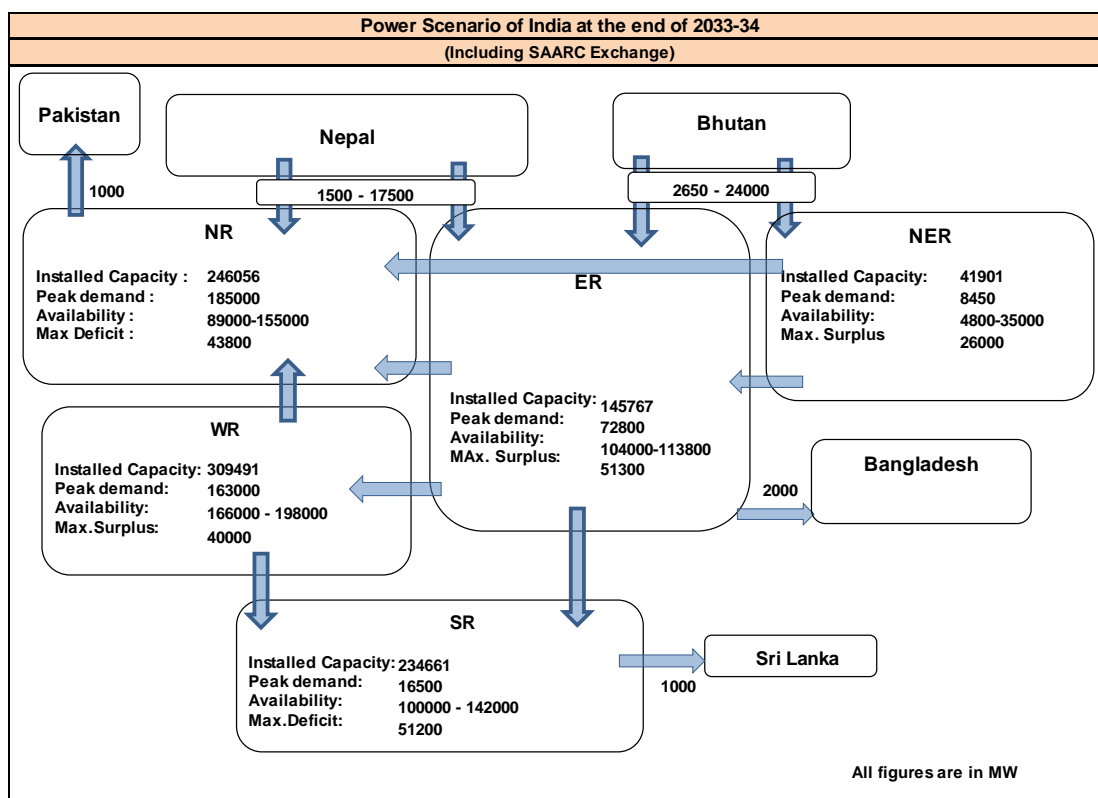 Power Scenario of India at the end of 2033-34
(Including SAARC Exchange)
Pakistan
Nepal
Bhutan
1000
1500 - 17500
2650 - 24000
NR
Installed Capacity : 246056
Peak demand : 185000
Availability : 89000-155000
Max Deficit : 43800
ER
Installed Capacity: 145767
Peak demand: 72800
Availability: 104000-113800
MAx. Surplus: 51300
NER
Installed Capacity: 41901
Peak demand: 8450
Availability: 4800-35000
Max. Surplus 26000
WR
Installed Capacity: 309491
Peak demand: 163000
Availability: 166000 - 198000
Max.Surplus: 40000
2000
Bangladesh
SR
Installed Capacity: 234661
Peak demand: 16500
Availability: 100000 - 142000
Max.Deficit: 51200
1000
Sri Lanka
All figures are in MW